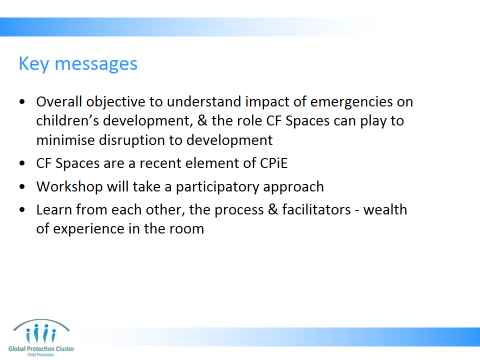 Key messages
• Overall objective to understand impact of emergencies on
children's development, & the role CF Spaces can play to
minimise disruption to development
• CF Spaces are a recent element of CPiE
• Workshop will take a participatory approach
• Learn from each other, the process & facilitators - wealth
of experience in the room
Global Protection Cluster
Child Protection